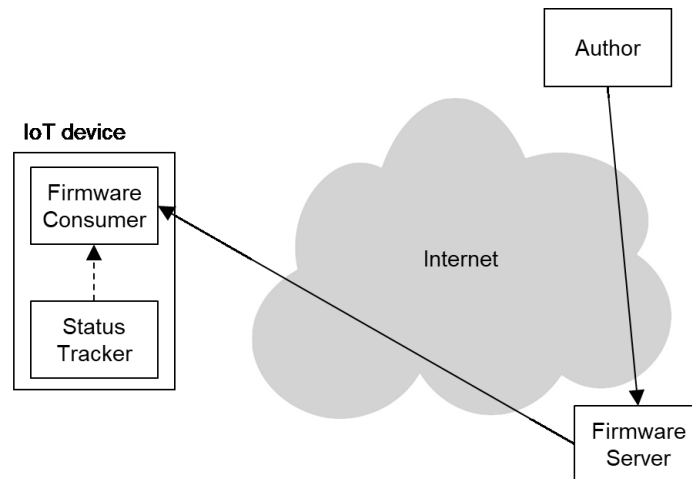 Author
IoT device
Firmware
Consumer
Internet
Status
Tracker
Firmware
Server